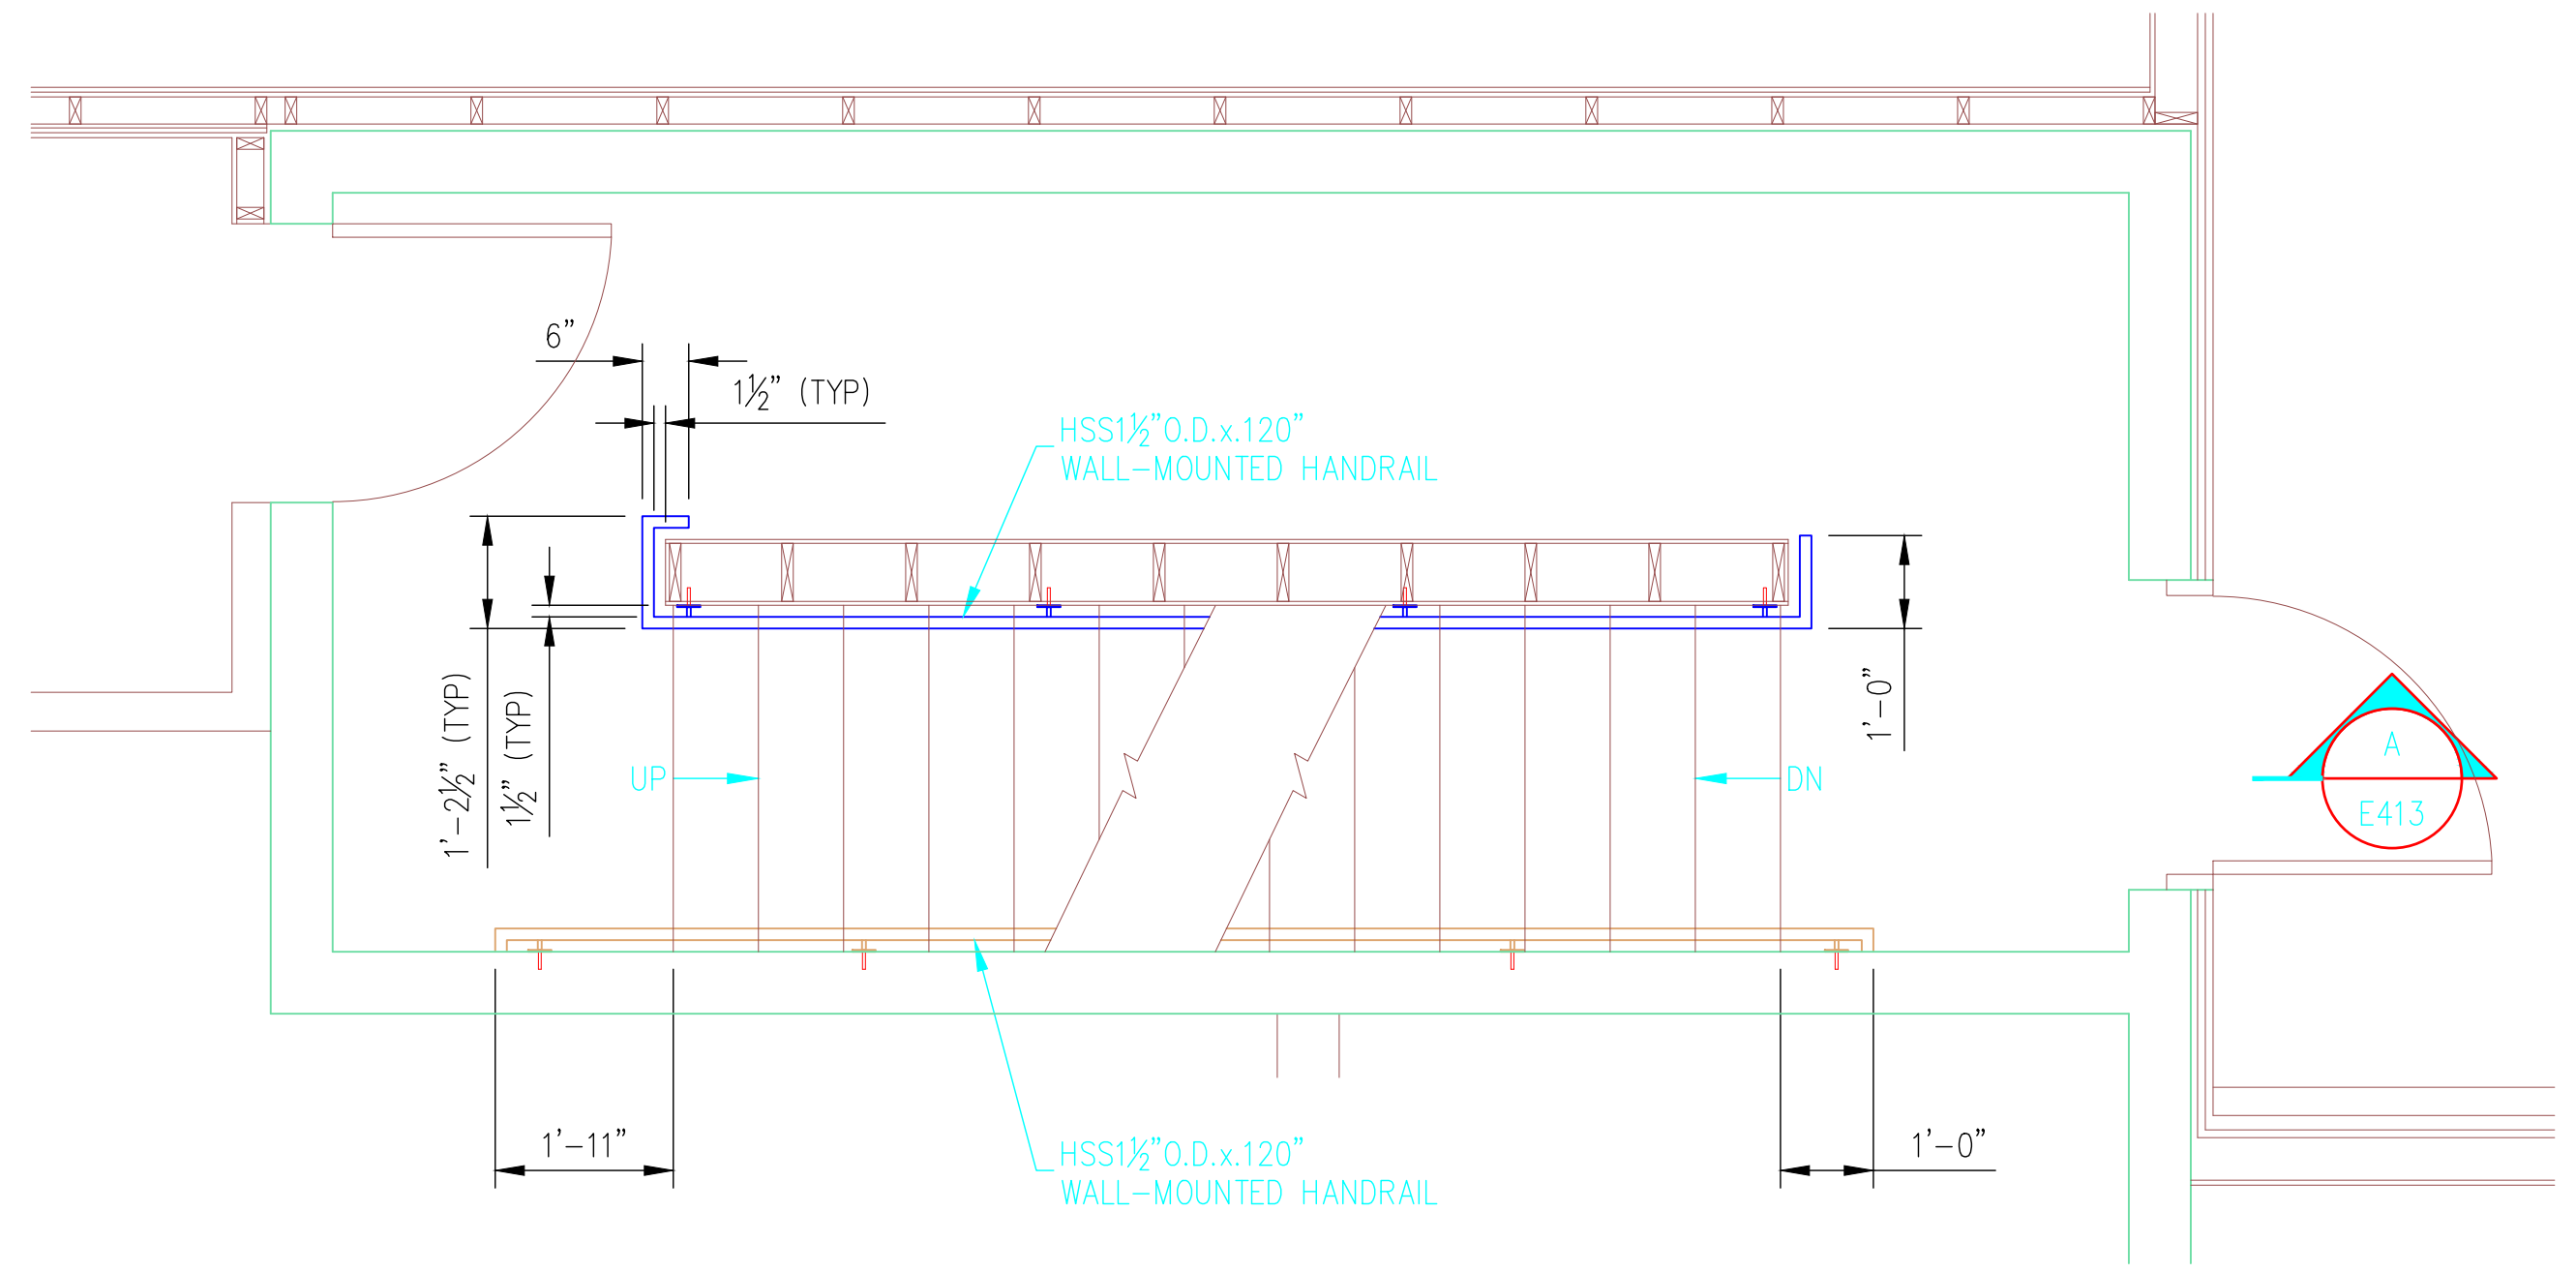 6"
1½" (TYP)
HSS1½"O.D.x.120"
WALL-MOUNTED HANDRAIL
1'-2½" (TYP)
1½" (TYP)
1'-0"
UP
DN
A
E413
1'-11"
HSS1½"O.D.x.120"
WALL-MOUNTED HANDRAIL
1'-0"